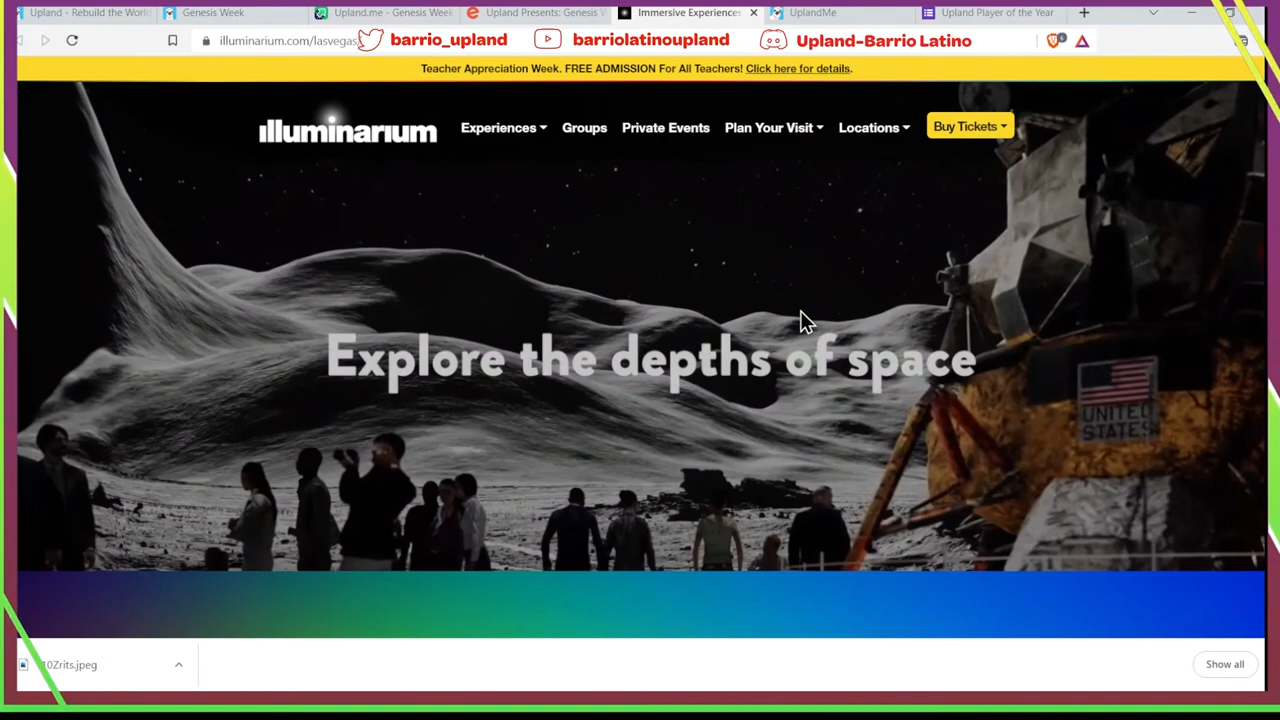 Upland - Rebuild the World
Genesis Week
Upland.me - Genesis Week
Upland Presents: Genesis W
Immersive Experiences
UplandMe
Upland Player of the Year
illuminarium.com/lasvegas
barrio_upland
barriolatinoupland
Upland-Barrio Latino
Teacher Appreciation Week. FREE ADMISSION For All Teachers! Click here for details.
illuminarium
Experiences
Groups
Private Events
Plan Your Visit
Locations
Buy Tickets
Explore the depths of space
UNITED
STATES
10Zrits.jpeg
Show all